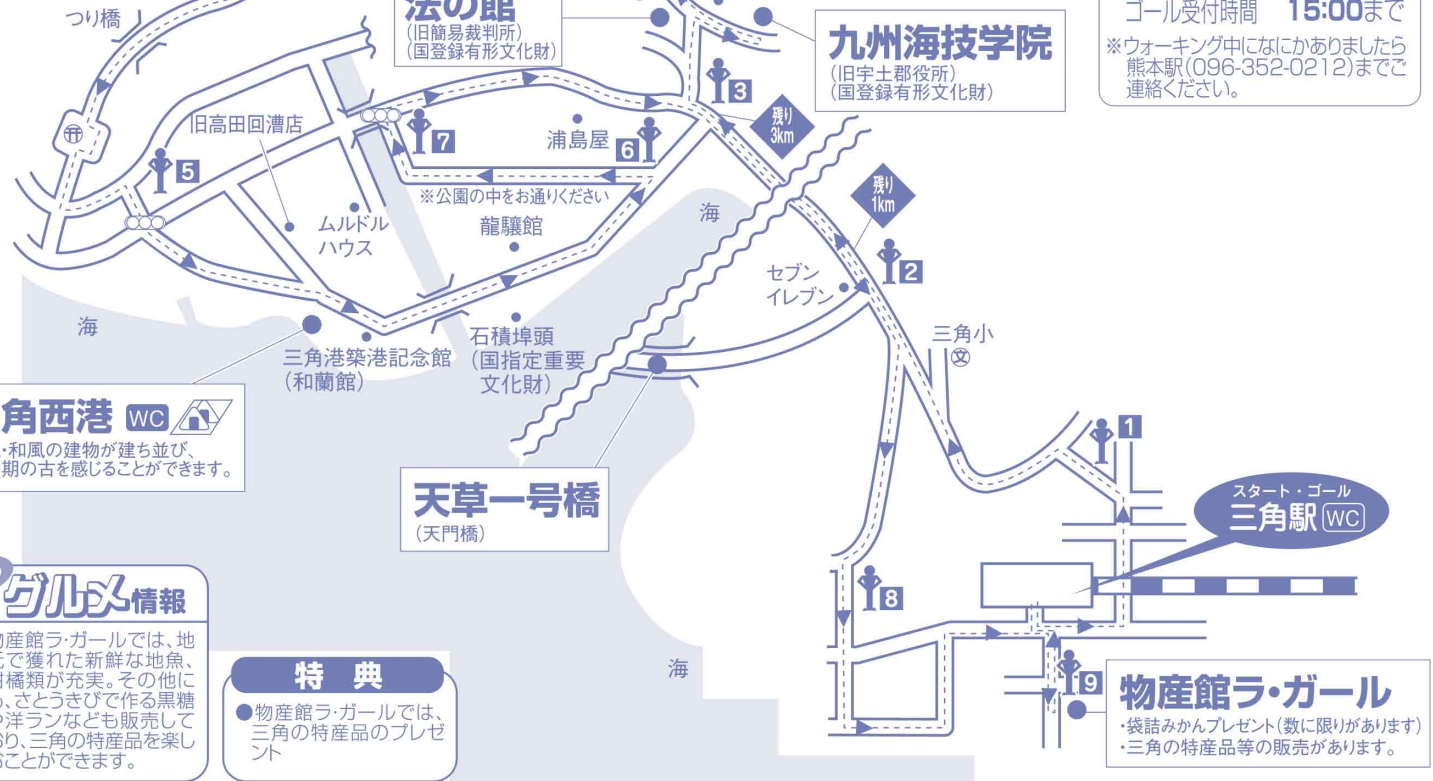 つり橋
法の館
(旧簡易裁判所)
(国登録有形文化財)
九州海技学院
(旧宇土郡役所)
(国登録有形文化財)
ゴール受付時間 15:00まで
※ウォーキング中になにかありましたら
熊本駅(096-352-0212)までご
連絡ください。
3
残り
3km
旧高田回漕店
7
浦島屋
6
5
※公園の中をお通りください
残り
1km
ムルドル
ハウス
龍驤館
海
2
セブン
イレブン
海
三角港築港記念館
(和蘭館)
石積埠頭
(国指定重要
文化財)
三角小
文
角西港 WC
・和風の建物が建ち並び、
期の古を感じることができます。
天草一号橋
(天門橋)
1
スタート・ゴール
三角駅 WC
グルメ情報
物産館ラ・ガールでは、地
元で獲れた新鮮な地魚、
柑橘類が充実。その他に
も、さとうきびで作る黒糖
や洋ランなども販売して
おり、三角の特産品を楽し
むことができます。
特典
●物産館ラ・ガールでは、
三角の特産品のプレゼ
ント
海
8
9
物産館ラ・ガール
・袋詰みかんプレゼント(数に限りがあります)
・三角の特産品等の販売があります。